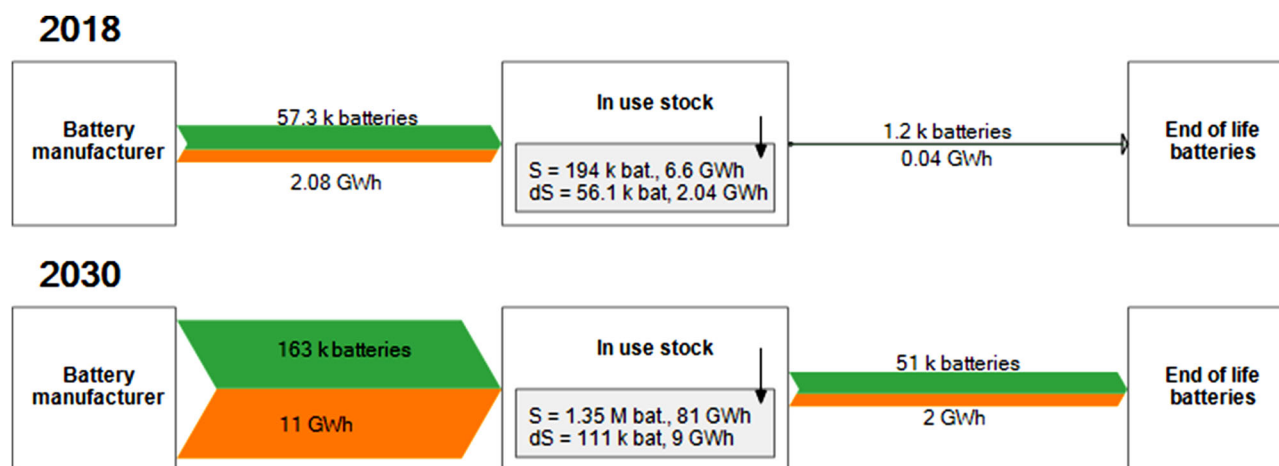 2018
Battery
manufacturer
57.3 k batteries
2.08 GWh
In use stock
S = 194 k bat., 6.6 GWh
dS = 56.1 k bat, 2.04 GWh
1.2 k batteries
0.04 GWh
End of life
batteries
2030
Battery
manufacturer
163 k batteries
11 GWh
In use stock
S = 1.35 M bat., 81 GWh
dS = 111 k bat, 9 GWh
51 k batteries
2 GWh
End of life
batteries